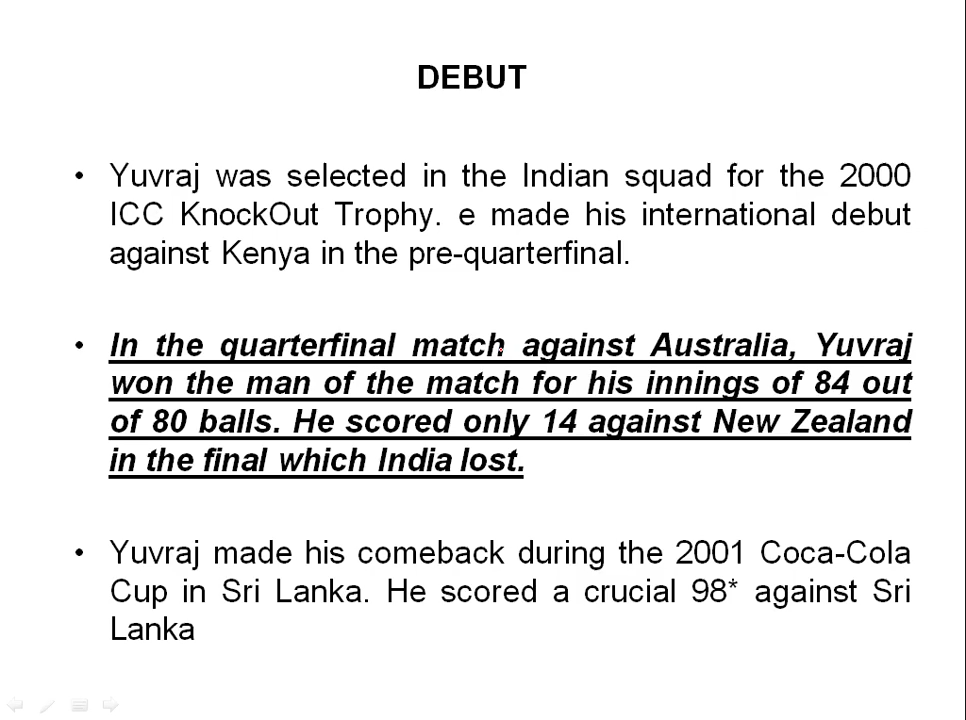 DEBUT
• Yuvraj was selected in the Indian squad for the 2000
ICC KnockOut Trophy. e made his international debut
against Kenya in the pre-quarterfinal.
• In the quarterfinal match against Australia, Yuvraj
won the man of the match for his innings of 84 out
of 80 balls. He scored only 14 against New Zealand
in the final which India lost.
• Yuvraj made his comeback during the 2001 Coca-Cola
Cup in Sri Lanka. He scored a crucial 98* against Sri
Lanka